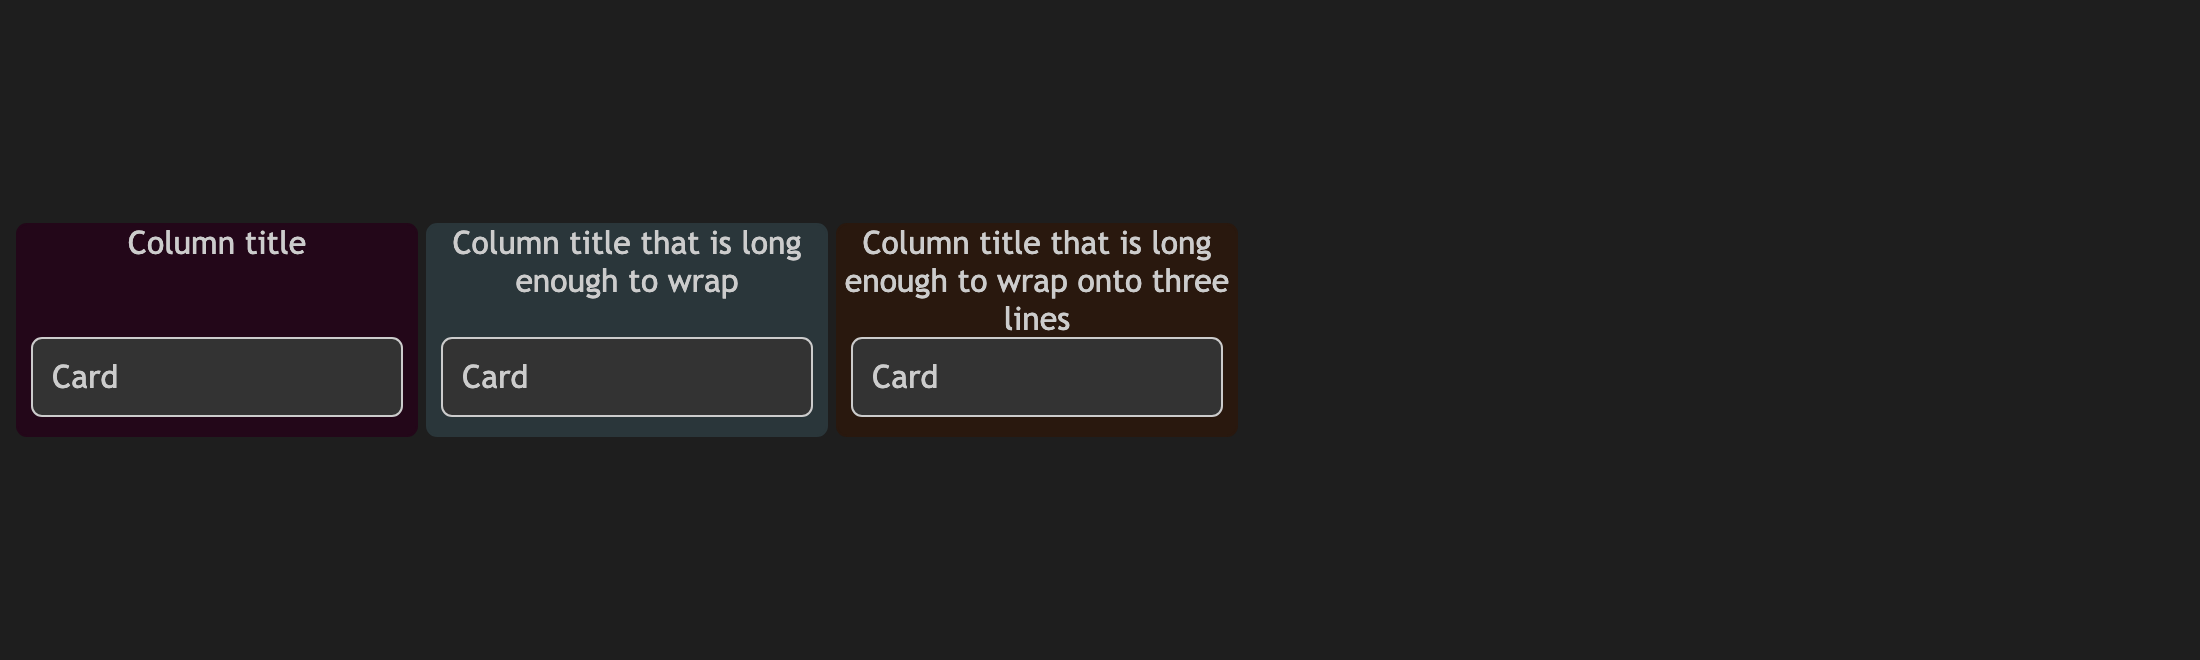 Column title
Card
Column title that is long
enough to wrap
Card
Column title that is long
enough to wrap onto three
lines
Card